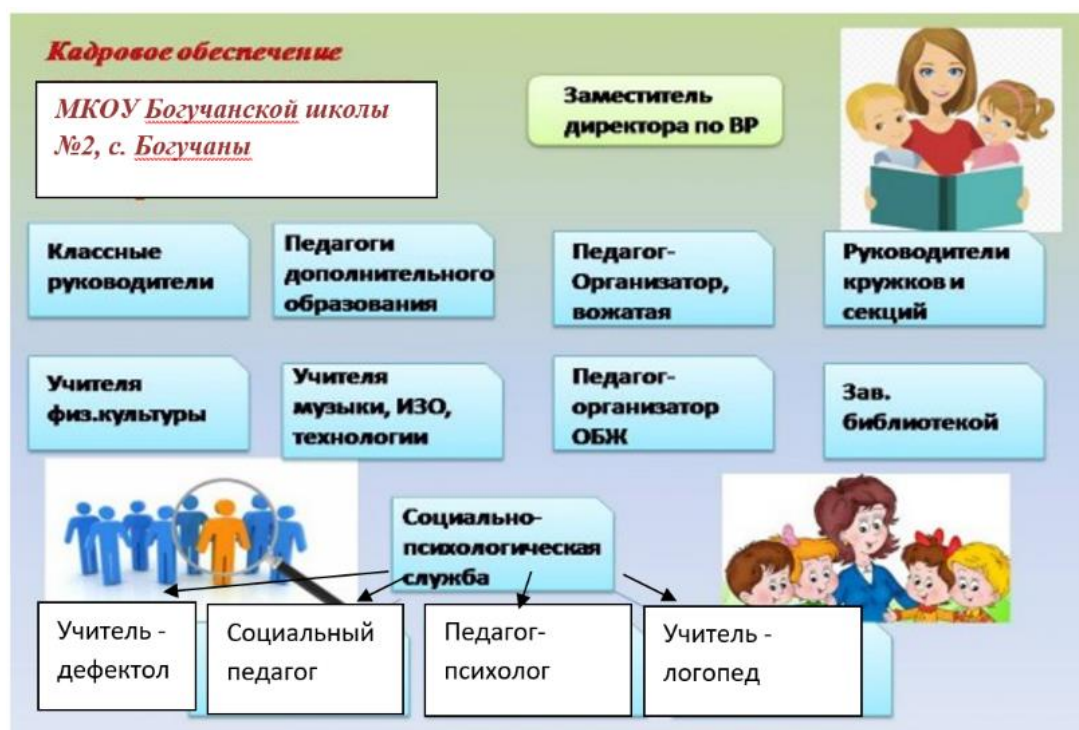 Кадровое обеспечение
МКОУ Богучанской школы
№2, с. Богучаны
Заместитель
директора по ВР
Классные
руководители
Педагоги
дополнительного
образования
Педагог-
Организатор,
вожатая
Руководители
кружков и
секций
Учителя
физ.культуры
Учителя
музыки, ИЗО,
технологии
Педагог-
организатор
ОБЖ
Зав.
библиотекой
Социально-
психологическая
служба
Учитель -
дефектол
Социальный
педагог
Педагог-
психолог
Учитель -
логопед